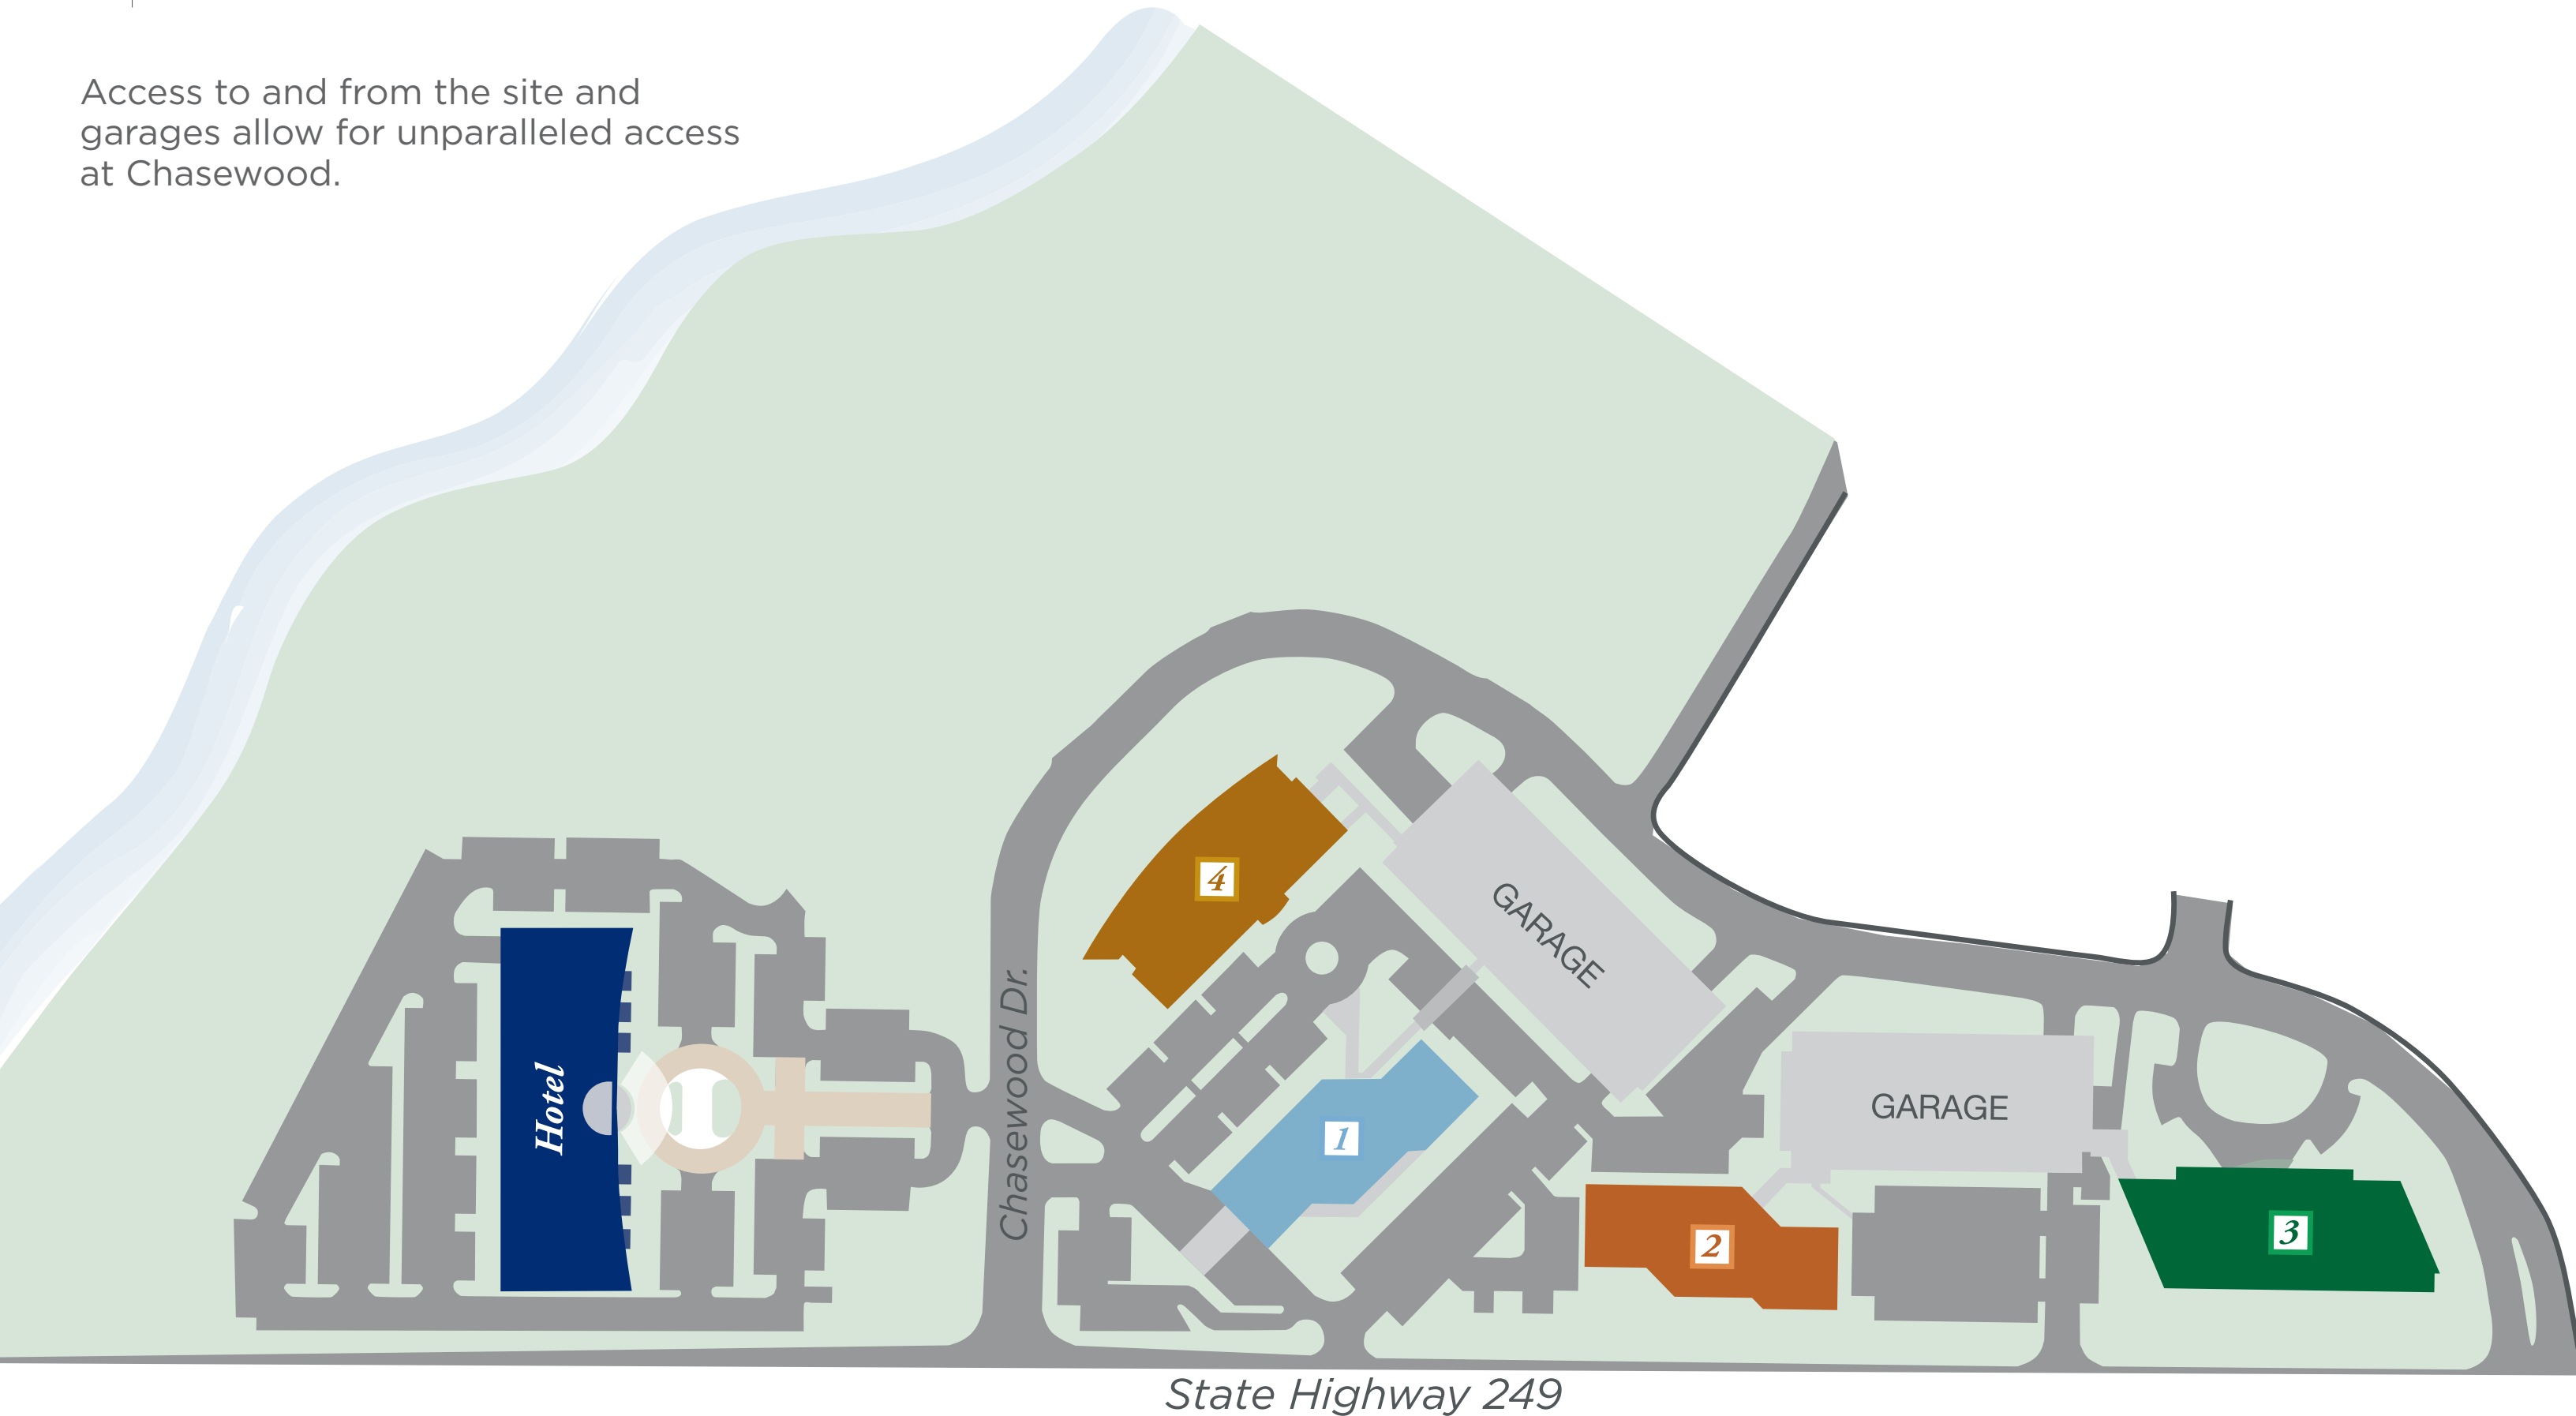 Access to and from the site and
garages allow for unparalleled access
at Chasewood.
4
GARAGE
Chasewood Dr.
Hotel
1
GARAGE
2
3
State Highway 249